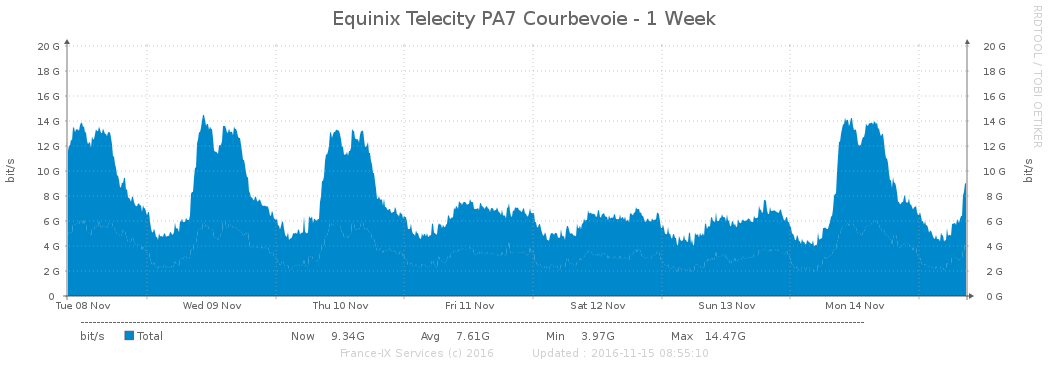 Equinix Telecity PA7 Courbevoie - 1 Week
RRDTOOL / TOBI OETIKER
20 G 20 G
18 G 18 G
16 G 16 G
14 G 14 G
12 G 12 G
10 G 10 G
8 G 8 G
6 G 6 G
4 G 4 G
2 G 2 G
0 0 G
bit/s bit/s
Tue 08 Nov Wed 09 Nov Thu 10 Nov Fri 11 Nov Sat 12 Nov Sun 13 Nov Mon 14 Nov
bit/s Total Now 9.34G Avg 7.61G Min 3.97G Max 14.47G
France-IX Services (c) 2016 Updated : 2016-11-15 08:55:10